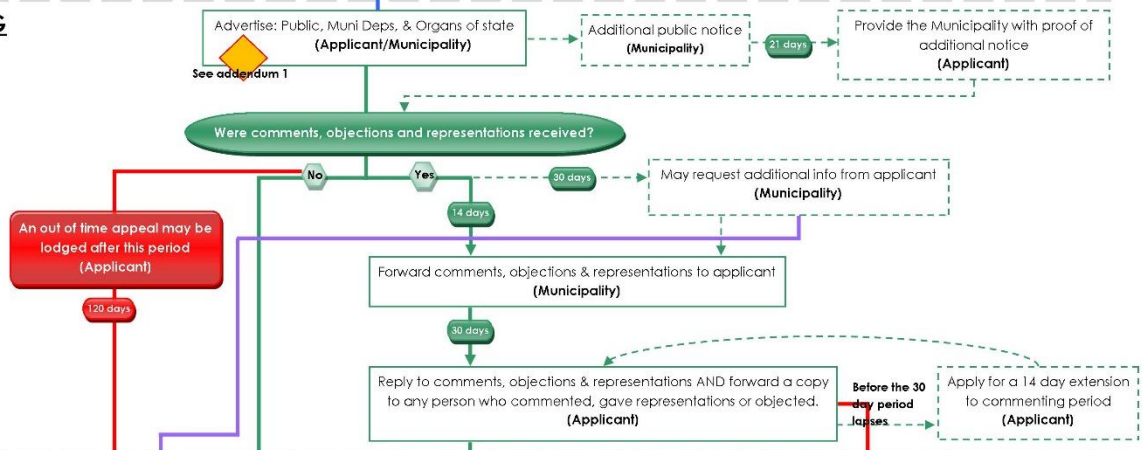 G
Advertise: Public, Muni Deps, & Organs of state
(Applicant/Municipality)
See addendum 1
Additional public notice
(Municipality)
21 days
Provide the Municipality with proof of
additional notice
(Applicant)
Were comments, objections and representations received?
No
Yes
30 days
May request additional info from applicant
(Municipality)
An out of time appeal may be
lodged after this period
(Applicant)
14 days
Forward comments, objections & representations to applicant
(Municipality)
120 days
30 days
Reply to comments, objections & representations AND forward a copy
to any person who commented, gave representations or objected.
(Applicant)
Before the 30
day period
lapses
Apply for a 14 day extension
to commenting period
(Applicant)